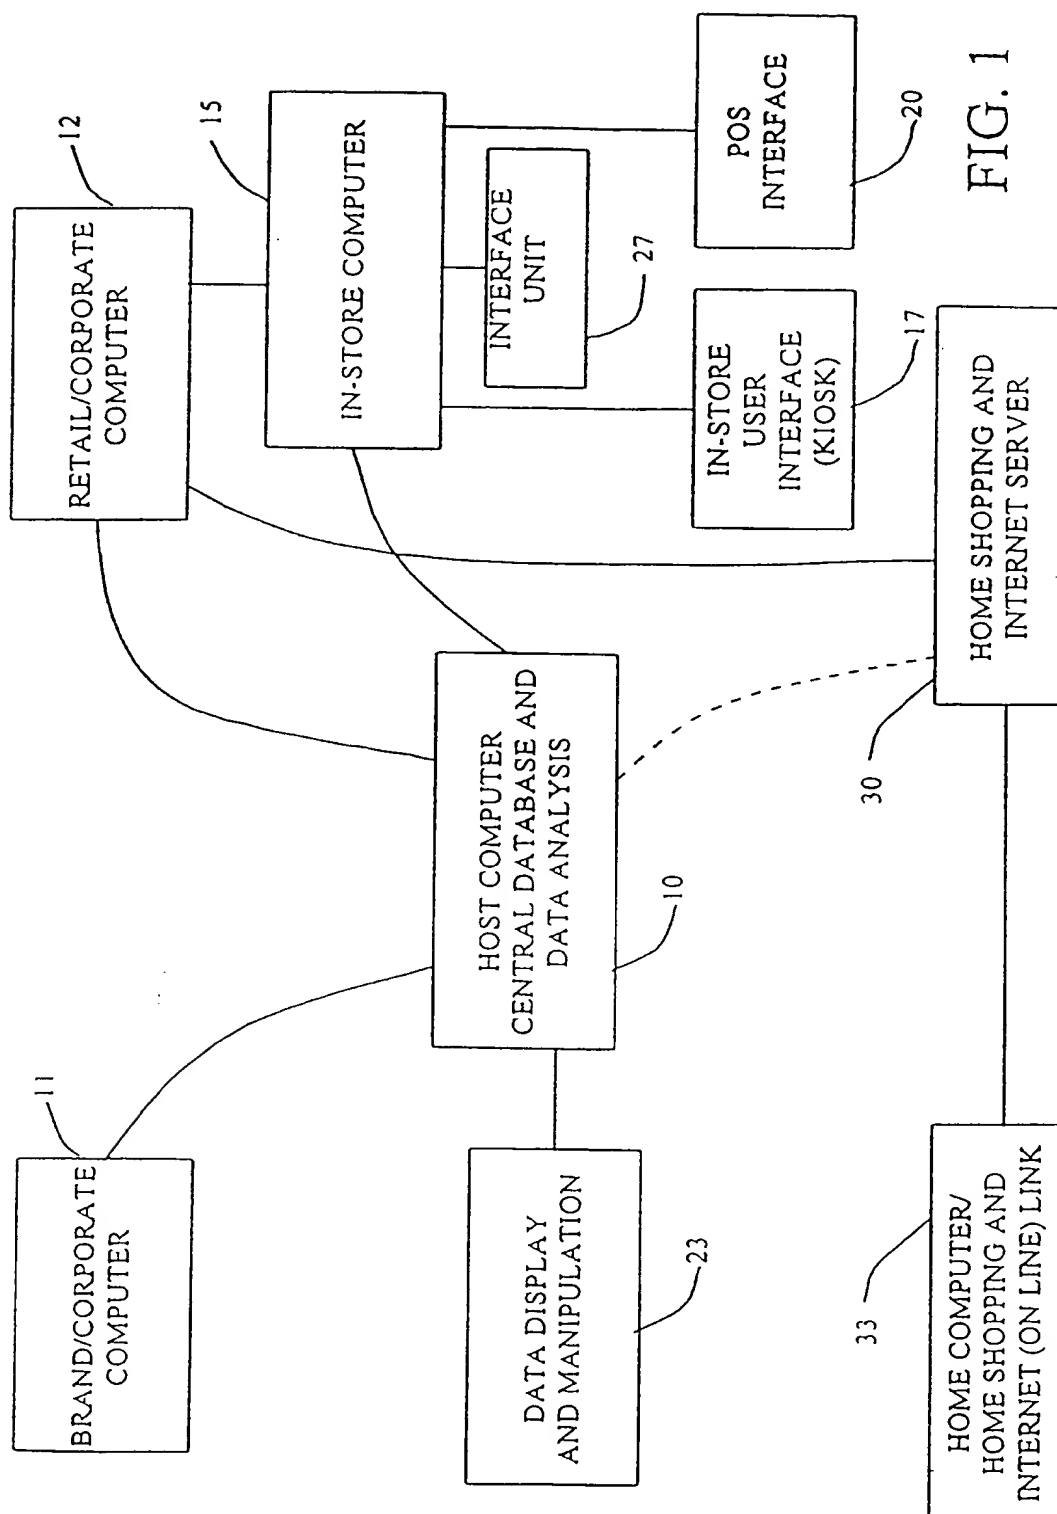 11
BRAND/CORPORATE
COMPUTER
12
RETAIL/CORPORATE
COMPUTER
15
IN-STORE COMPUTER
HOST COMPUTER
CENTRAL DATABASE AND
DATA ANALYSIS
10
INTERFACE
UNIT
27
DATA DISPLAY
AND MANIPULATION
23
IN-STORE
USER
INTERFACE
(KIOSK)
17
POS
INTERFACE
20
33
HOME COMPUTER/
HOME SHOPPING AND
INTERNET (ON LINE) LINK
30
HOME SHOPPING AND
INTERNET SERVER
FIG. 1